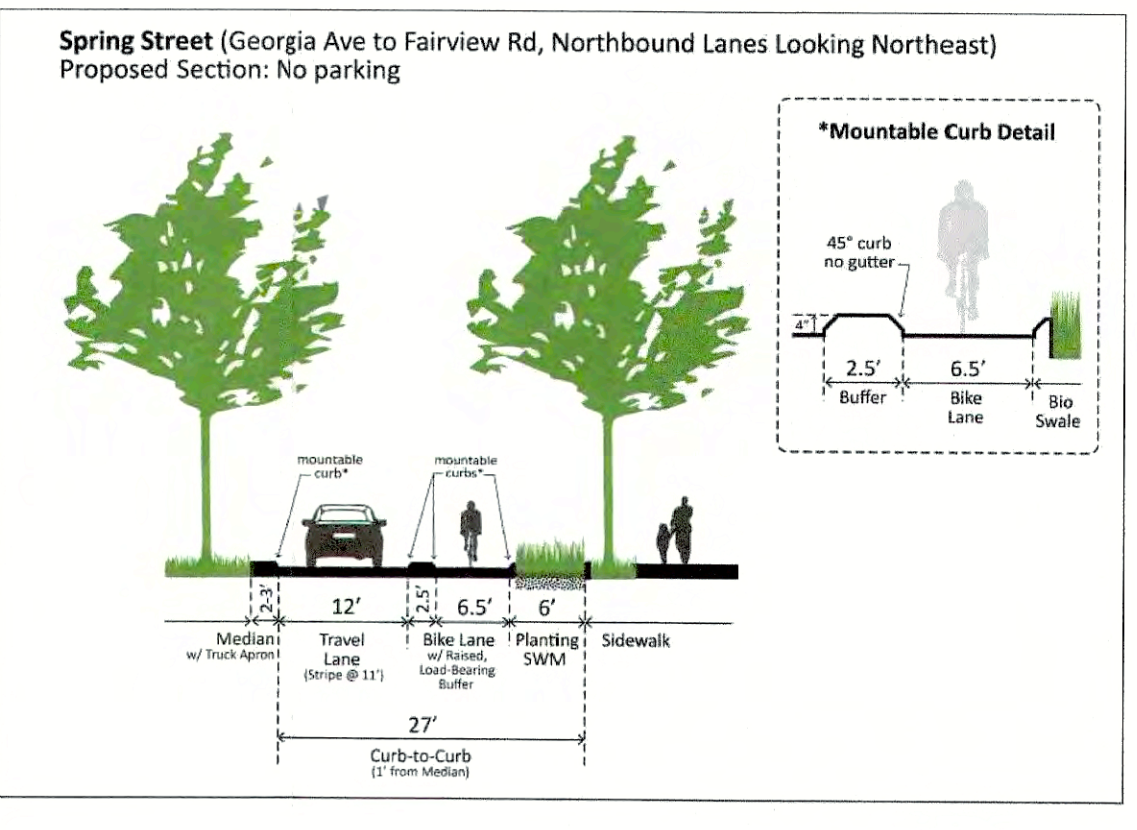 Spring Street (Georgia Ave to Fairview Rd, Northbound Lanes Looking Northeast)
Proposed Section: No parking
*Mountable Curb Detail
45° curb
no gutter
4"
2.5'
6.5'
Buffer
Bike
Lane
Bio
Swale
mountable
curb*
mountable
curbs*
2-3'
12'
2.5'
6.5'
6'
Median
w/ Truck Apron
Travel
Lane
(Stripe @ 11')
Bike Lane
w/ Raised,
Load-Bearing
Buffer
Planting
SWM
Sidewalk
27'
Curb-to-Curb
(1' from Median)